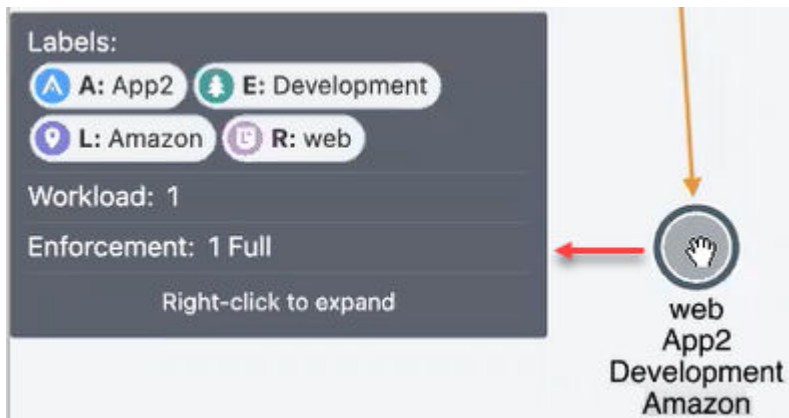 Labels:
A: App2 E: Development
L: Amazon R: web
Workload: 1
Enforcement: 1 Full
Right-click to expand
web
App2
Development
Amazon